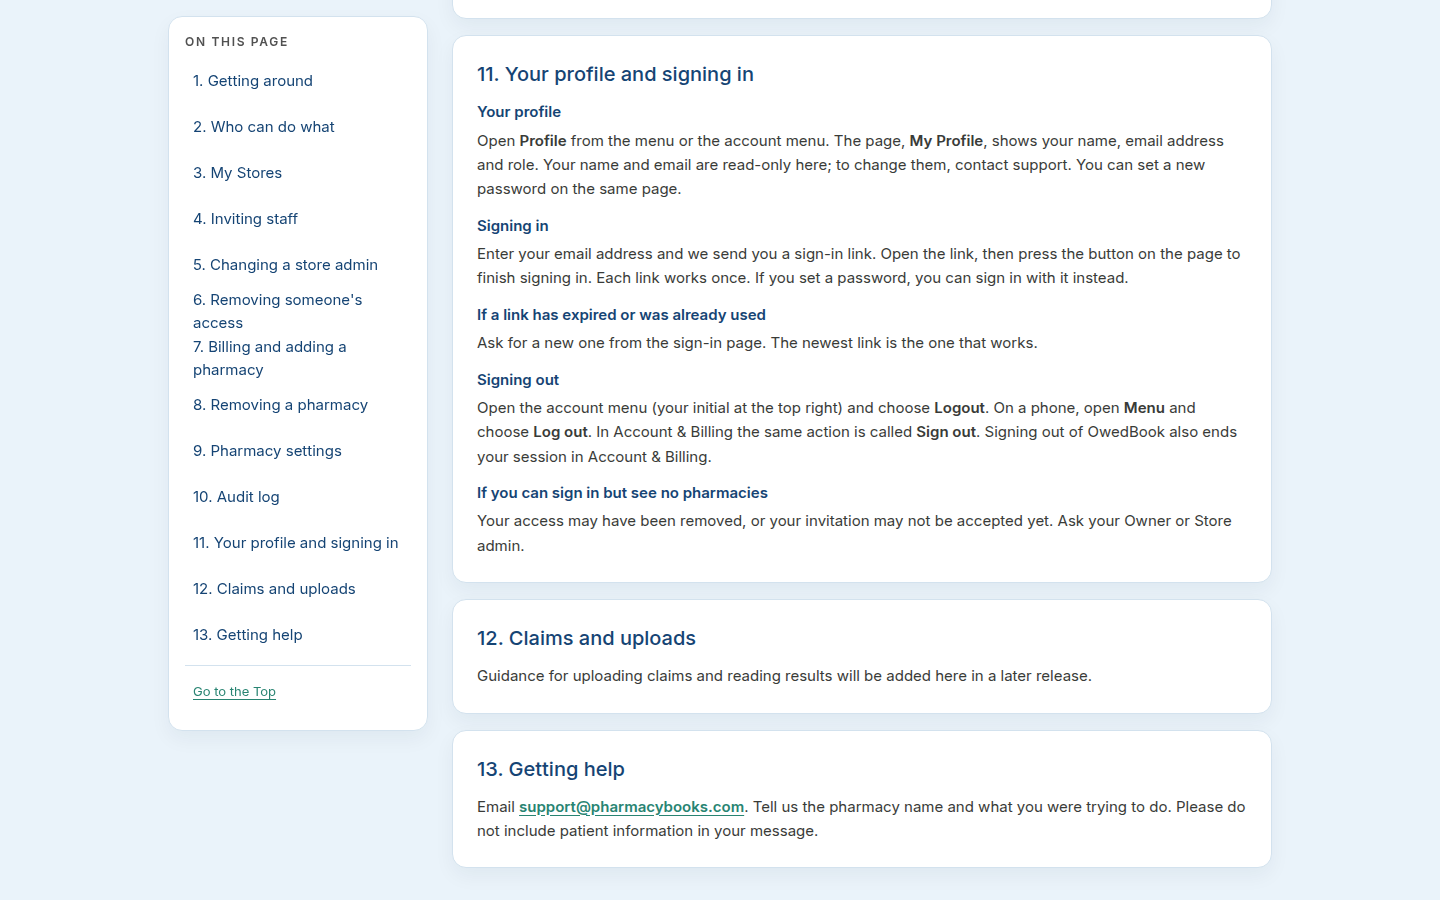 ON THIS PAGE
1. Getting around
2. Who can do what
3. My Stores
4. Inviting staff
5. Changing a store admin
6. Removing someone's
access
7. Billing and adding a
pharmacy
8. Removing a pharmacy
9. Pharmacy settings
10. Audit log
11. Your profile and signing in
12. Claims and uploads
13. Getting help
Go to the Top
11. Your profile and signing in
Your profile
Open Profile from the menu or the account menu. The page, My Profile, shows your name, email address
and role. Your name and email are read-only here; to change them, contact support. You can set a new
password on the same page.
Signing in
Enter your email address and we send you a sign-in link. Open the link, then press the button on the page to
finish signing in. Each link works once. If you set a password, you can sign in with it instead.
If a link has expired or was already used
Ask for a new one from the sign-in page. The newest link is the one that works.
Signing out
Open the account menu (your initial at the top right) and choose Logout. On a phone, open Menu and
choose Log out. In Account & Billing the same action is called Sign out. Signing out of OwedBook also ends
your session in Account & Billing.
If you can sign in but see no pharmacies
Your access may have been removed, or your invitation may not be accepted yet. Ask your Owner or Store
admin.
12. Claims and uploads
Guidance for uploading claims and reading results will be added here in a later release.
13. Getting help
Email support@pharmacybooks.com. Tell us the pharmacy name and what you were trying to do. Please do
not include patient information in your message.